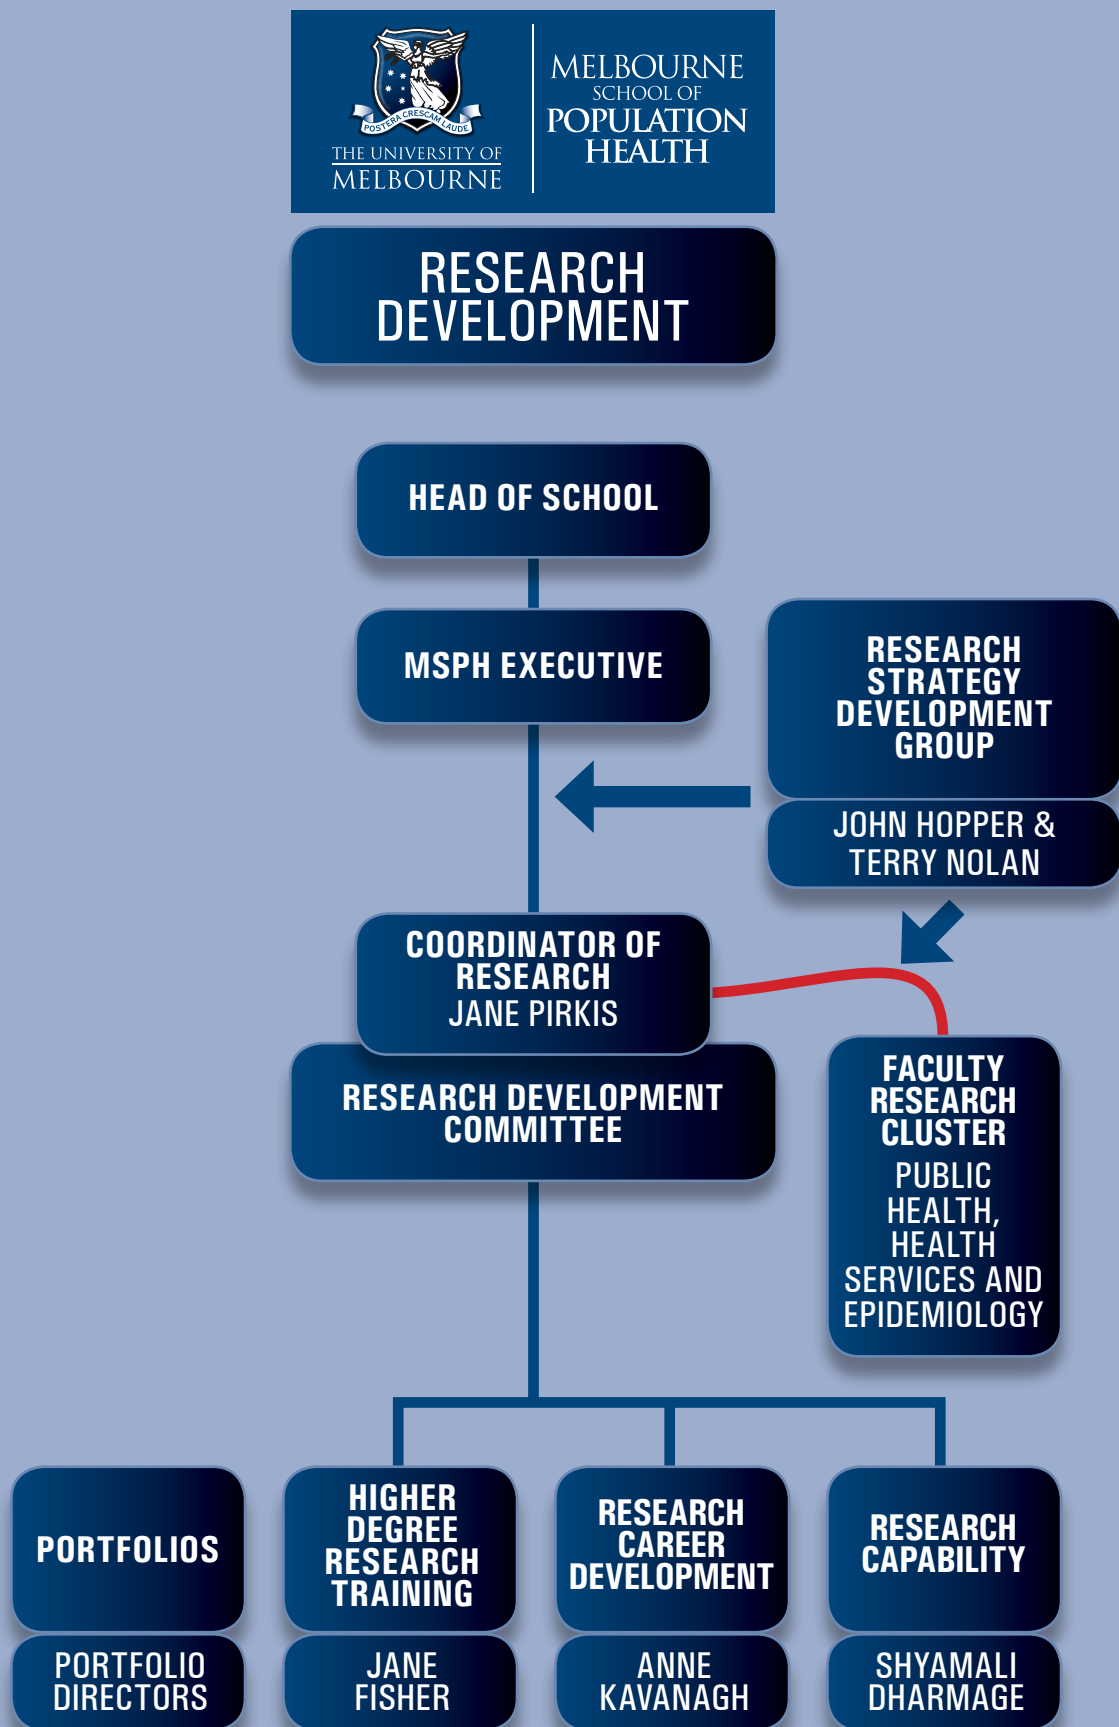 POSTERA CRESCAM LAUDE
THE UNIVERSITY OF
MELBOURNE
MELBOURNE
SCHOOL OF
POPULATION
HEALTH
RESEARCH
DEVELOPMENT
HEAD OF SCHOOL
MSPH EXECUTIVE
RESEARCH
STRATEGY
DEVELOPMENT
GROUP
JOHN HOPPER &
TERRY NOLAN
COORDINATOR OF
RESEARCH
JANE PIRKIS
RESEARCH DEVELOPMENT
COMMITTEE
FACULTY
RESEARCH
CLUSTER
PUBLIC
HEALTH,
HEALTH
SERVICES AND
EPIDEMIOLOGY
PORTFOLIOS
PORTFOLIO
DIRECTORS
HIGHER
DEGREE
RESEARCH
TRAINING
JANE
FISHER
RESEARCH
CAREER
DEVELOPMENT
ANNE
KAVANAGH
RESEARCH
CAPABILITY
SHYAMALI
DHARMAGE